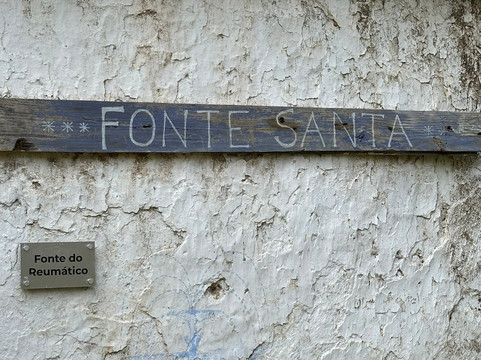 *** FONTE SANTA *
Fonte do
Reumático